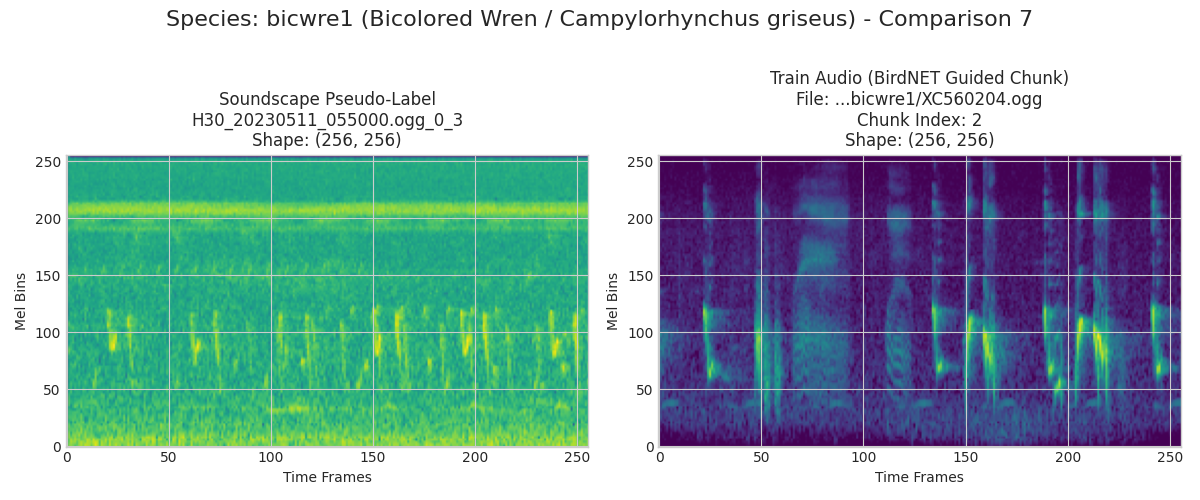 Species: bicwre1 (Bicolored Wren / Campylorhynchus griseus) - Comparison 7
Soundscape Pseudo-Label
H30_20230511_055000.ogg_0_3
Shape: (256, 256)
250
200
150
100
50
0
Mel Bins
0 50 100 150 200 250
Time Frames
Train Audio (BirdNET Guided Chunk)
File: ...bicwre1/XC560204.ogg
Chunk Index: 2
Shape: (256, 256)
250
200
150
100
50
0
Mel Bins
0 50 100 150 200 250
Time Frames